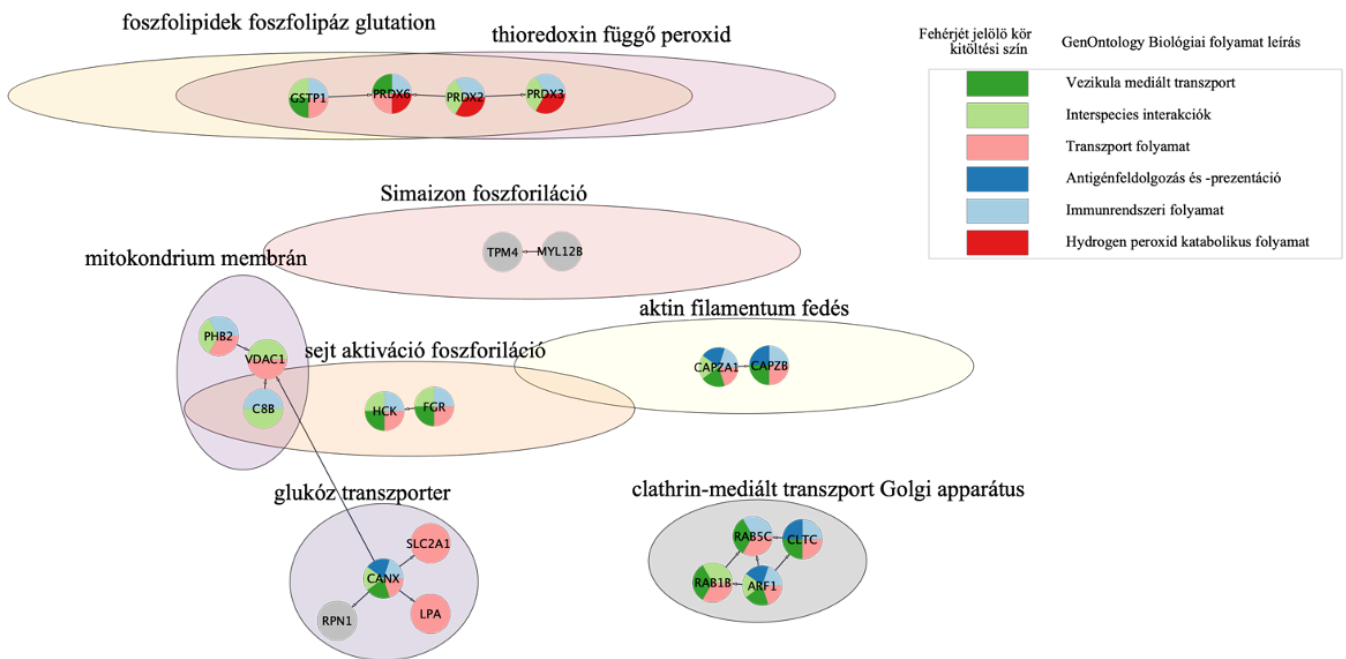 foszfolipidek foszfolipáz glutation
thioredoxin függő peroxid
GSTP1
PRDX6
PRDX2
PRDX3
Fehérjét jelölő kör
kitöltési szín
GenOntology Biológiai folyamat leírás
Vezikula mediált transzport
Interspecies interakciók
Transzport folyamat
Antigénfeldolgozás és -prezentáció
Immunrendszeri folyamat
Hydrogen peroxid katabolikus folyamat
Simaizon foszforiláció
TPM4
MYL12B
mitokondrium membrán
PHB2
VDAC1
C8B
sejt aktiváció foszforiláció
HCK
FGR
aktin filamentum fedés
CAPZA1
CAPZB
glukóz transzporter
SLC2A1
CANX
RPN1
LPA
clathrin-mediált transzport Golgi apparátus
RAB5C
CLTC
RAB1B
ARF1